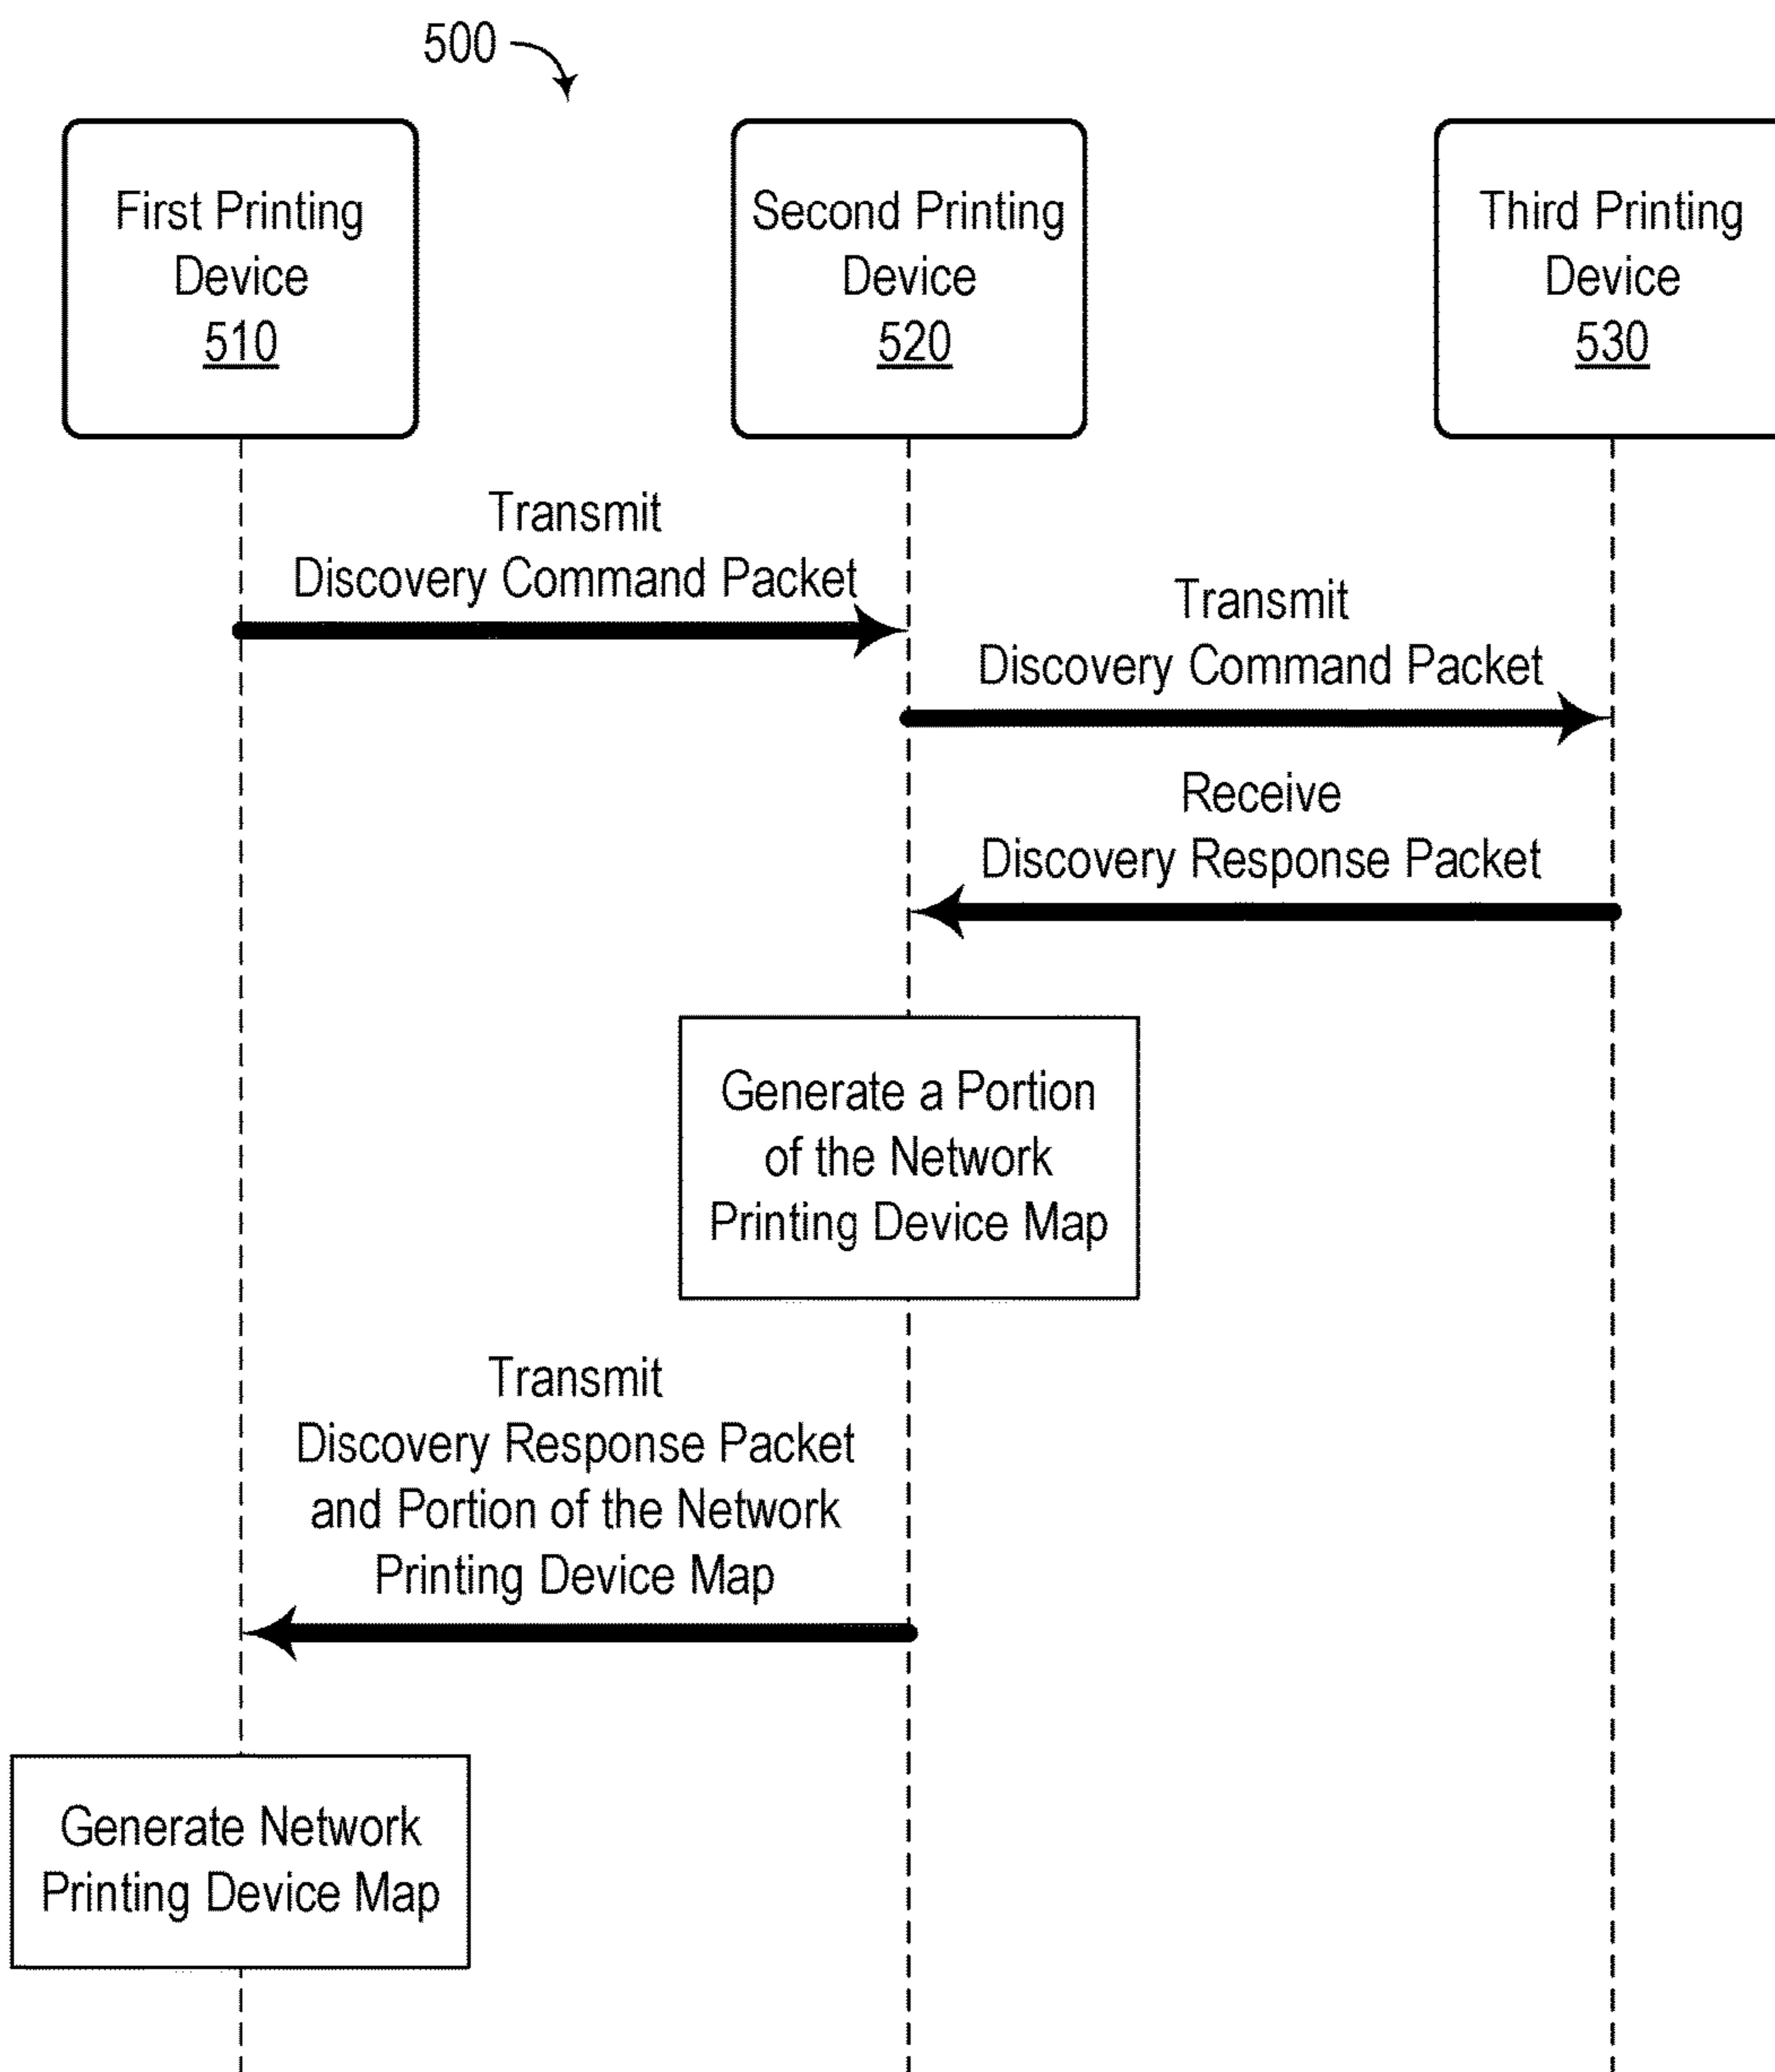 500
First Printing
Device
510
Second Printing
Device
520
Third Printing
Device
530
Transmit
Discovery Command Packet
Transmit
Discovery Command Packet
Receive
Discovery Response Packet
Generate a Portion
of the Network
Printing Device Map
Transmit
Discovery Response Packet
and Portion of the Network
Printing Device Map
Generate Network
Printing Device Map